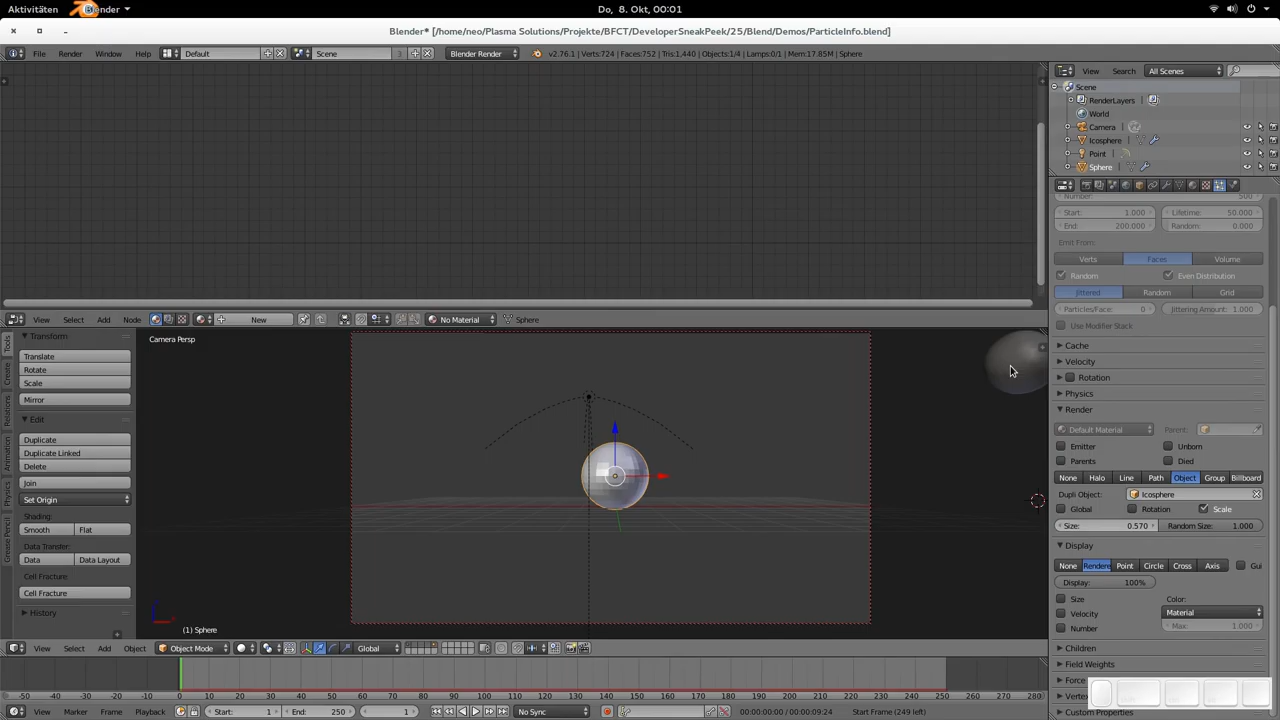 Aktivitäten Blender Do, 8. Okt, 00:01
Blender* [/home/neo/Plasma Solutions/Projekte/BFCT/DeveloperSneakPeek/25/Blend/Demos/ParticleInfo.blend]
File Render Window Help Default Scene 3 Blender Render v2.76.1 | Verts:724 | Faces:752 | Tris:1,440 | Objects:1/4 | Lamps:0/1 | Mem:17.85M | Sphere
View Search All Scenes
Scene
RenderLayers
World
Camera
Icosphere
Point
Sphere
Number: 500
Start: 1.000 Lifetime: 50.000
End: 200.000 Random: 0.000
Emit From:
Verts Faces Volume
Random Even Distribution
Jittered Random Grid
Particles/Face: 0 Jittering Amount: 1.000
Use Modifier Stack
Cache
Velocity
Rotation
Physics
Render
Default Material Parent:
Emitter Unborn
Parents Died
None Halo Line Path Object Group Billboard
Dupli Object: Icosphere
Global Rotation Scale
Size: 0.570 Random Size: 1.000
Display
None Rendere Point Circle Cross Axis Gui
Display: 100%
Size Color:
Velocity Material
Number Max: 1.000
Children
Field Weights
Force
Vertex
Custom Properties
View Select Add Node New No Material Sphere
Tools
Create
Relations
Animation
Physics
Grease Pencil
Transform
Translate
Rotate
Scale
Mirror
Edit
Duplicate
Duplicate Linked
Delete
Join
Set Origin
Shading:
Smooth Flat
Data Transfer:
Data Data Layout
Cell Fracture:
Cell Fracture
History
Camera Persp
(1) Sphere
View Select Add Object Object Mode Global
-50 -40 -30 -20 -10 0 10 20 30 40 50 60 70 80 90 100 110 120 130 140 150 160 170 180 190 200 210 220 230 240 250 260 270 280
View Marker Frame Playback Start: 1 End: 250 1 No Sync 00:00:00:00 / 00:00:09:24 Start Frame (249 left)